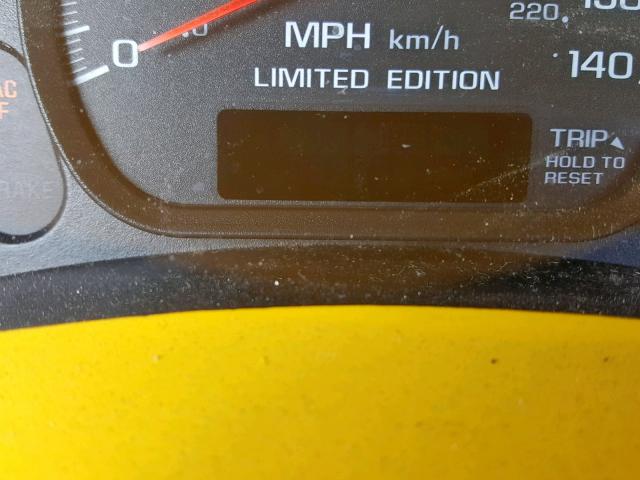 0
220.
MPH km/h
140
LIMITED EDITION
TRIP
HOLD TO
RESET